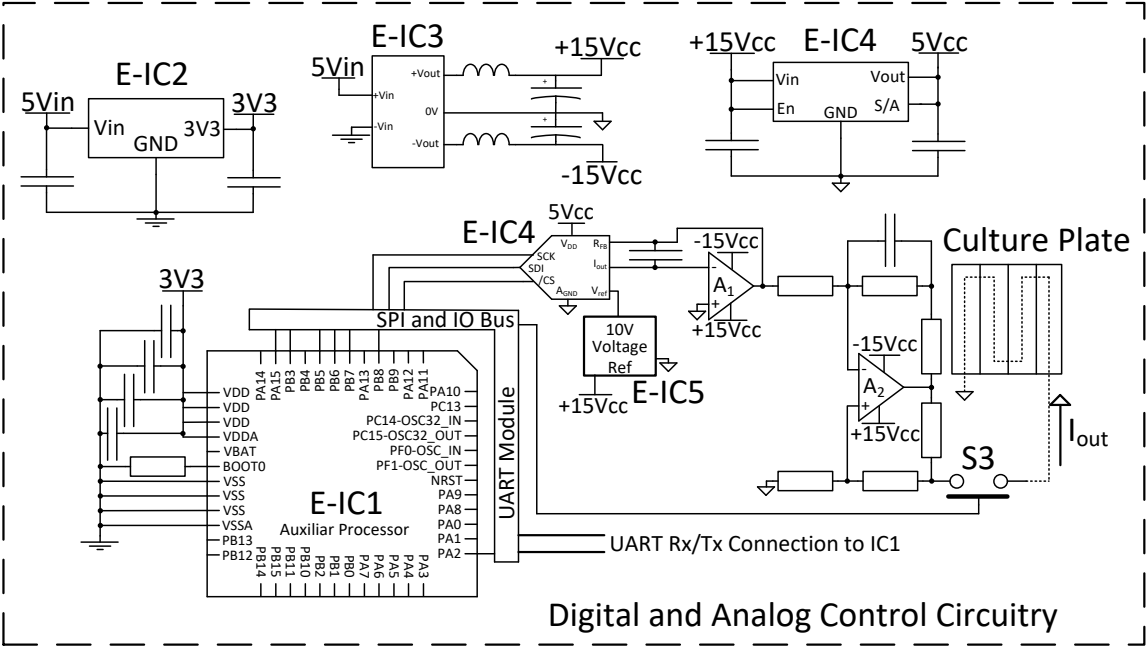 E-IC2
5Vin
3V3
Vin
3V3
GND
E-IC3
5Vin
+15Vcc
+Vout
+Vin
0V
-Vin
-Vout
-15Vcc
E-IC4
+15Vcc
5Vcc
Vin
Vout
En
S/A
GND
E-IC4
5Vcc
VDD
RFB
SCK
SDI
Iout
/CS
AGND
Vref
-15Vcc
-
A1
+
+15Vcc
10V
Voltage
Ref
E-IC5
+15Vcc
-15Vcc
-
A2
+
+15Vcc
Culture Plate
Iout
S3
3V3
SPI and IO Bus
UART Module
PA14
PA15
PB3
PB4
PB5
PB6
PB7
PA13
PB8
PB9
PA12
PA11
VDD
VDD
VDD
VDDA
VBAT
BOOT0
VSS
VSS
VSS
VSSA
PB13
PB12
PA10
PC13
PC14-OSC32_IN
PC15-OSC32_OUT
PF0-OSC_IN
PF1-OSC_OUT
NRST
PA9
PA8
PA0
PA1
PA2
E-IC1
Auxiliar Processor
PB14
PB15
PB11
PB10
PB2
PB1
PB0
PA7
PA6
PA5
PA4
PA3
UART Rx/Tx Connection to IC1
Digital and Analog Control Circuitry